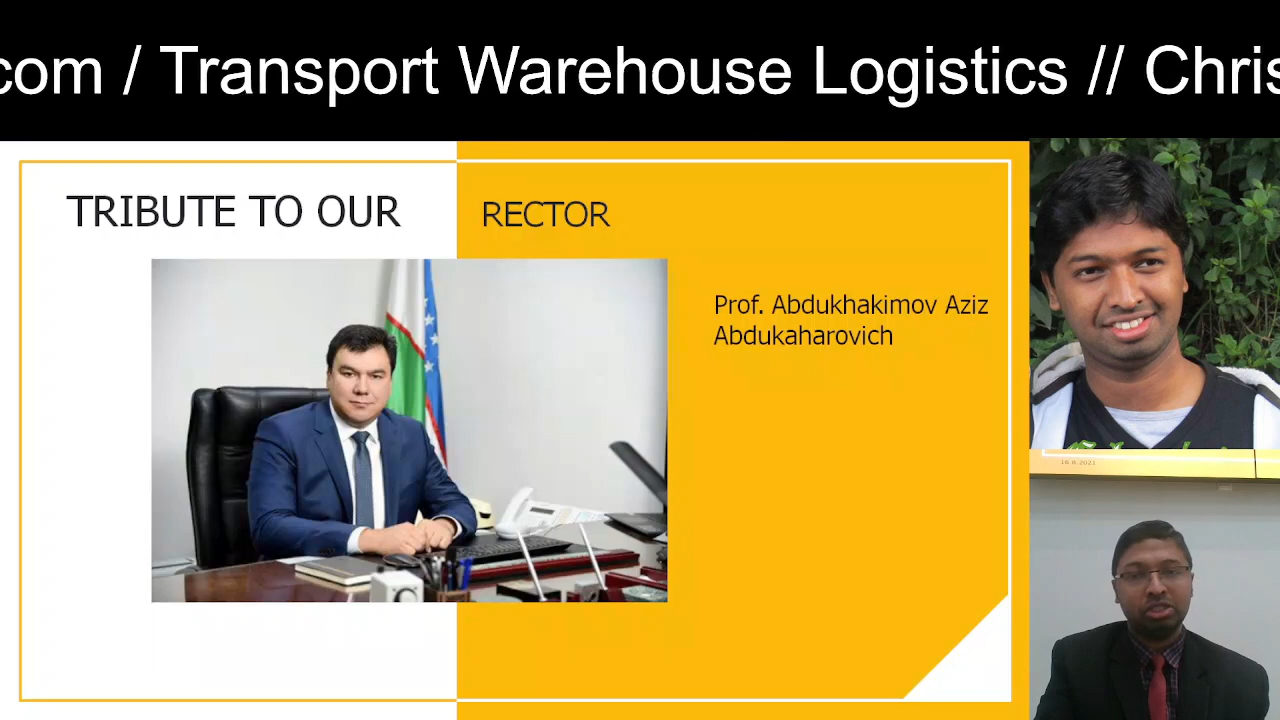 com / Transport Warehouse Logistics // Chris
TRIBUTE TO OUR RECTOR
Prof. Abdukhakimov Aziz
Abdukaharovich